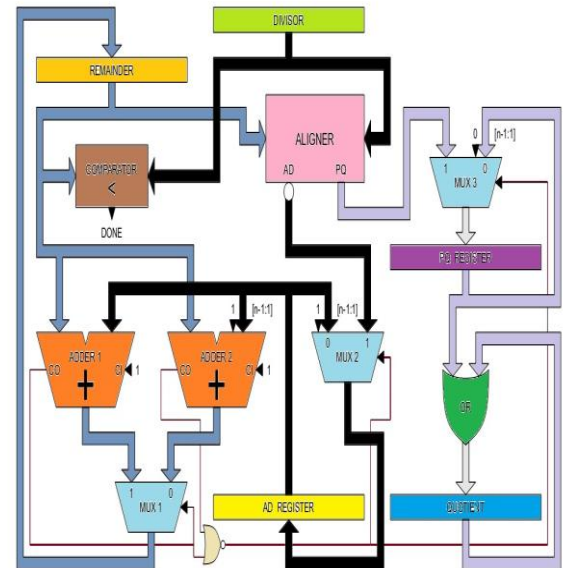 DIVISOR
REMAINDER
ALIGNER
AD PQ
COMPARATOR
<
DONE
0 [n-1:1]
1 0
MUX 3
PQ REGISTER
1 [n-1:1]
1 [n-1:1]
ADDER 1
CO CI 1
+
ADDER 2
CO CI 1
+
0 1
MUX 2
OR
1 0
MUX 1
AD REGISTER
QUOTIENT